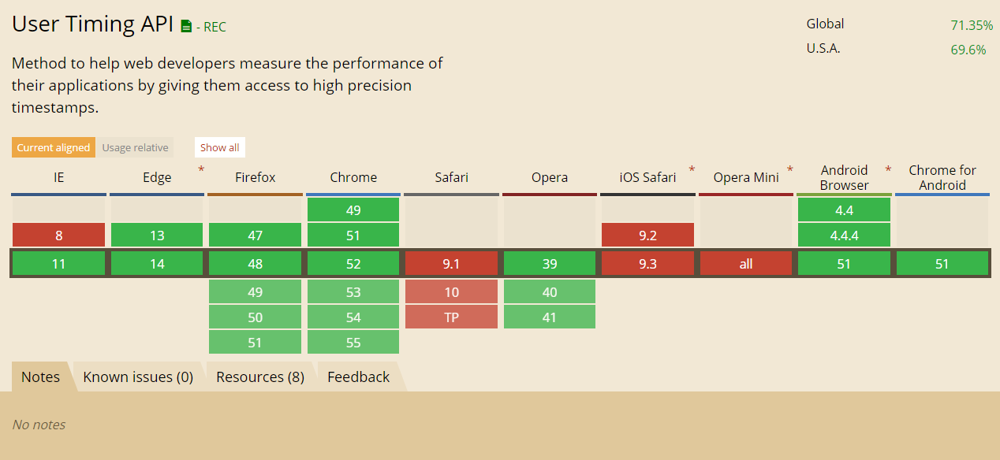 User Timing API - REC
Global 71.35%
U.S.A. 69.6%
Method to help web developers measure the performance of
their applications by giving them access to high precision
timestamps.
Current aligned Usage relative Show all
IE Edge * Firefox Chrome Safari Opera iOS Safari * Opera Mini * Android Browser * Chrome for Android
49 4.4
8 13 47 51 9.2 4.4.4
11 14 48 52 9.1 39 9.3 all 51 51
49 53 10 40
50 54 TP 41
51 55
Notes Known issues (0) Resources (8) Feedback
No notes